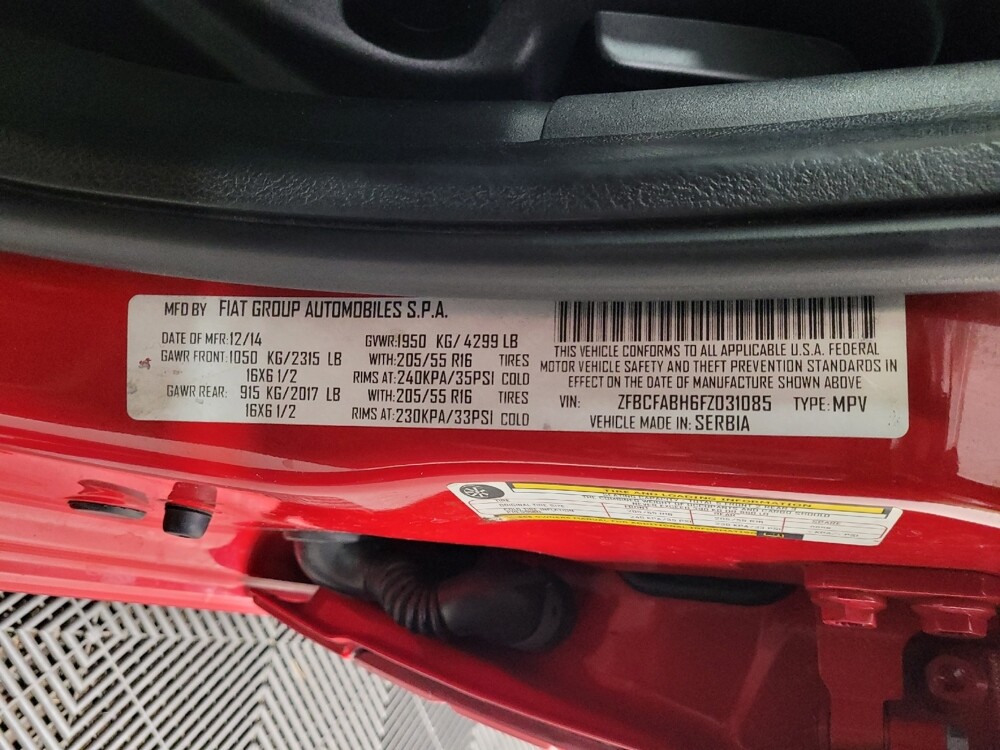 MFD BY FIAT GROUP AUTOMOBILES S.P.A.
DATE OF MFR:12/14 GVWR:1950 KG/4299 LB
GAWR FRONT:1050 KG/2315 LB WITH:205/55 R16 TIRES
16X6 1/2 RIMS AT:240KPA/35PSI COLD
GAWR REAR: 915 KG/2017 LB WITH:205/55 R16 TIRES
16X6 1/2 RIMS AT:230KPA/33PSI COLD
THIS VEHICLE CONFORMS TO ALL APPLICABLE U.S.A. FEDERAL
MOTOR VEHICLE SAFETY AND THEFT PREVENTION STANDARDS IN
EFFECT ON THE DATE OF MANUFACTURE SHOWN ABOVE
VIN: ZFBCFABH6FZ031085 TYPE: MPV
VEHICLE MADE IN: SERBIA
TIRE AND LOADING INFORMATION